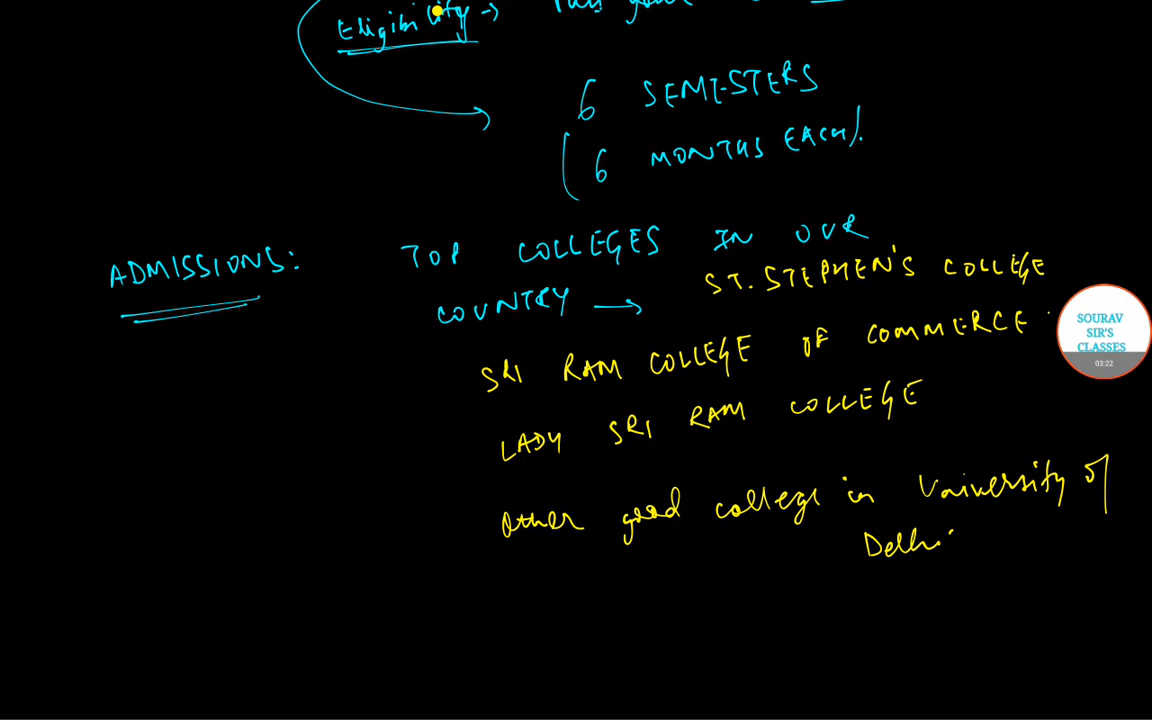 Eligibility →
6 SEMESTERS
(6 MONTHS EACH).
ADMISSIONS: TOP COLLEGES IN OUR
COUNTRY → ST. STEPHEN'S COLLEGE
SRI RAM COLLEGE OF COMMERCE
LADY SRI RAM COLLEGE
Other good college in University of
Delhi.
SOURAV
SIR'S
CLASSES
03:22